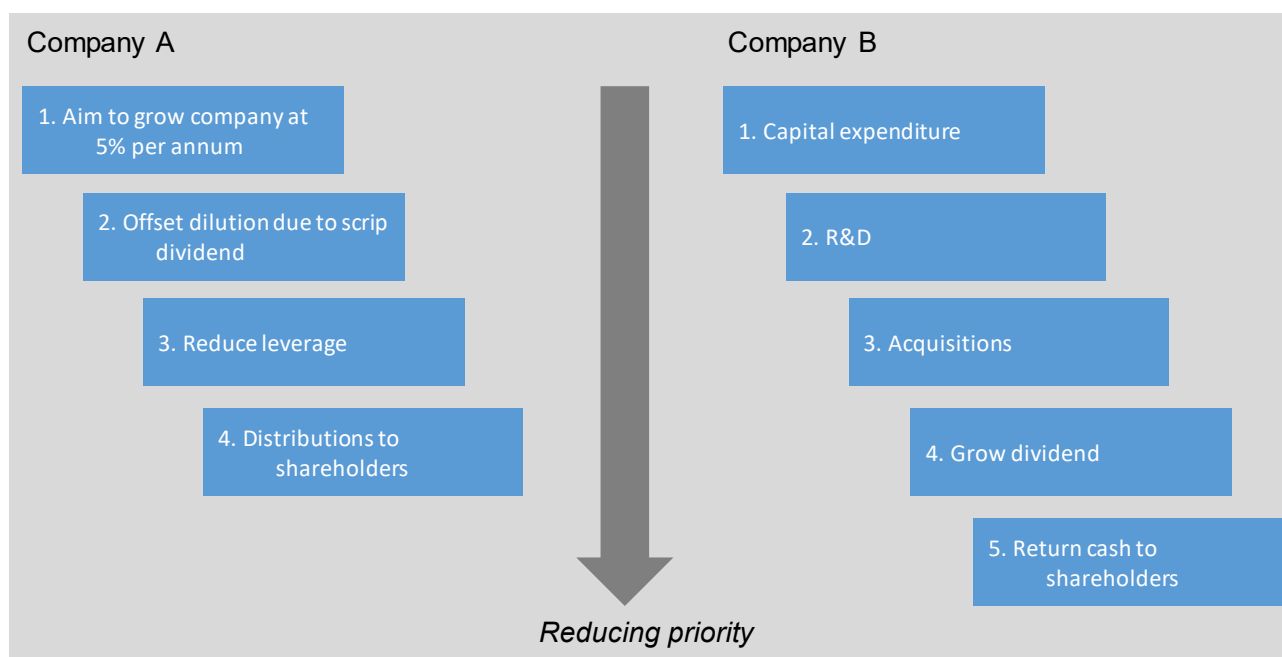 Company A
1. Aim to grow company at
5% per annum
2. Offset dilution due to scrip
dividend
3. Reduce leverage
4. Distributions to
shareholders
Company B
1. Capital expenditure
2. R&D
3. Acquisitions
4. Grow dividend
5. Return cash to
shareholders
Reducing priority